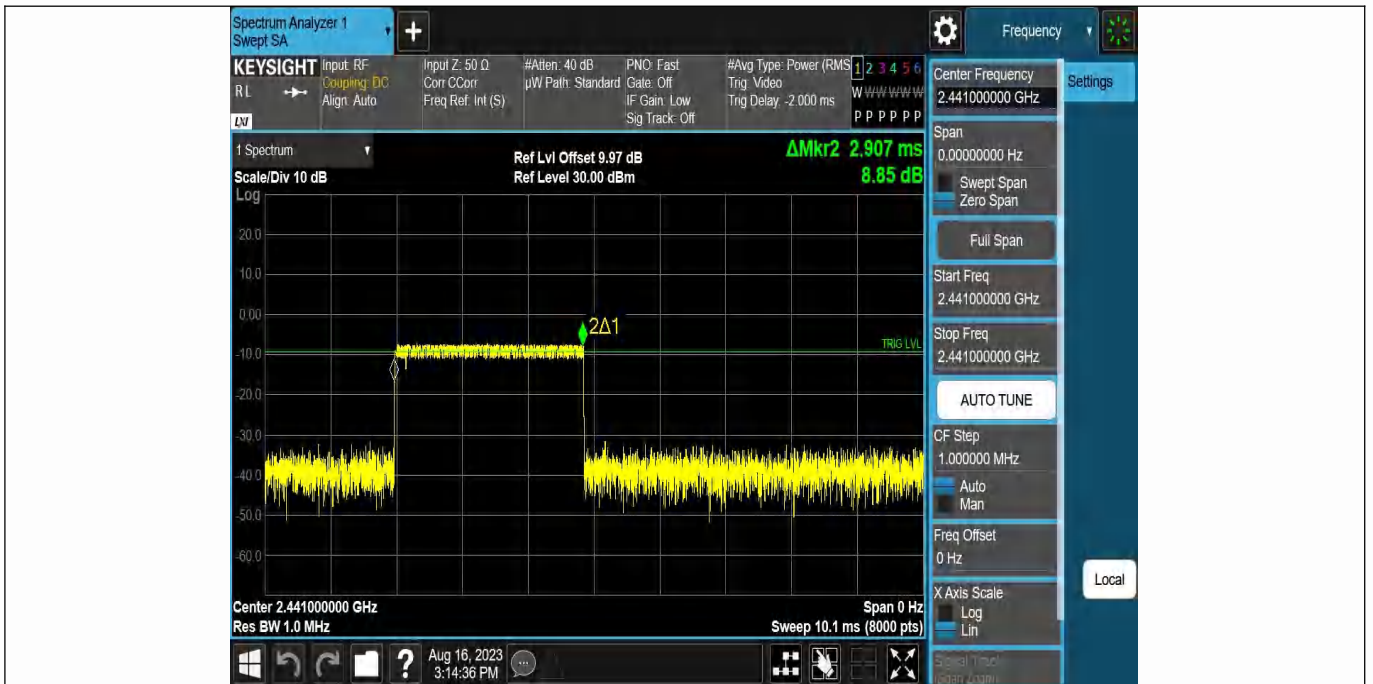 Spectrum Analyzer 1
Swept SA
+
Frequency
KEYSIGHT
R L
LXI
Input: RF
Coupling: DC
Align: Auto
Input Z: 50 Ω
Corr CCorr
Freq Ref: Int (S)
#Atten: 40 dB
µW Path: Standard
PNO: Fast
Gate: Off
IF Gain: Low
Sig Track: Off
#Avg Type: Power (RMS
Trig: Video
Trig Delay: -2.000 ms
1 2 3 4 5 6
W W W W W W
P P P P P P
1 Spectrum
Scale/Div 10 dB
Log
Ref Lvl Offset 9.97 dB
Ref Level 30.00 dBm
ΔMkr2 2.907 ms
8.85 dB
20.0
10.0
0.00
-10.0
-20.0
-30.0
-40.0
-50.0
-60.0
2Δ1
TRIG LVL
Center 2.441000000 GHz
Res BW 1.0 MHz
Span 0 Hz
Sweep 10.1 ms (8000 pts)
Aug 16, 2023
3:14:36 PM
Center Frequency
2.441000000 GHz
Settings
Span
0.00000000 Hz
Swept Span
Zero Span
Full Span
Start Freq
2.441000000 GHz
Stop Freq
2.441000000 GHz
AUTO TUNE
CF Step
1.000000 MHz
Auto
Man
Freq Offset
0 Hz
X Axis Scale
Log
Lin
Signal Track
(Span Zoom)
Local